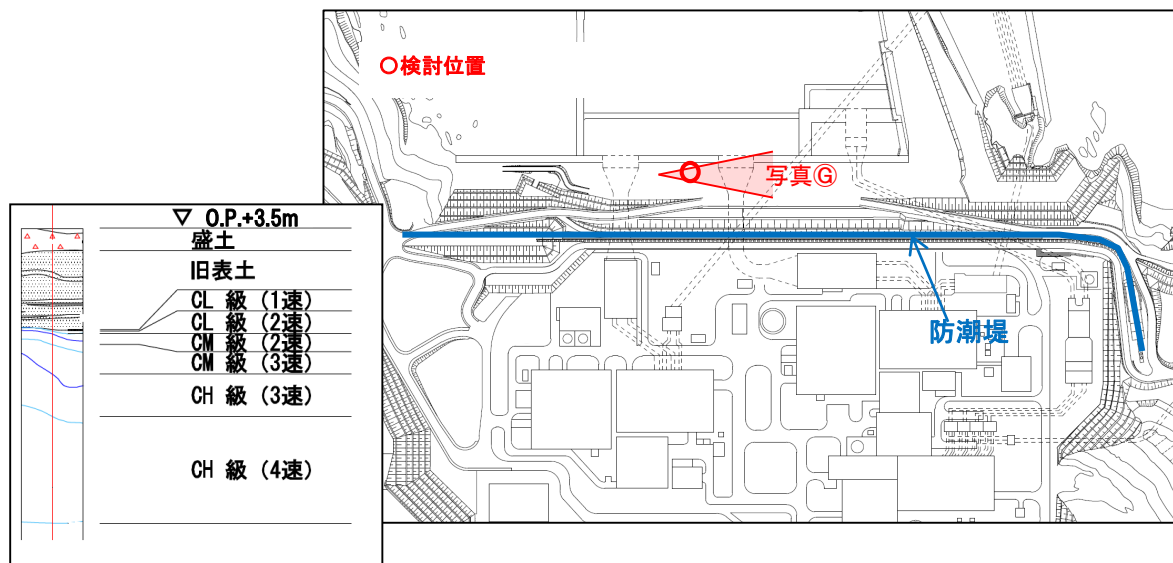 ○検討位置
写真Ⓖ
防潮堤
▽ O.P.+3.5m
盛土
旧表土
CL 級 (1速)
CL 級 (2速)
CM 級 (2速)
CM 級 (3速)
CH 級 (3速)
CH 級 (4速)